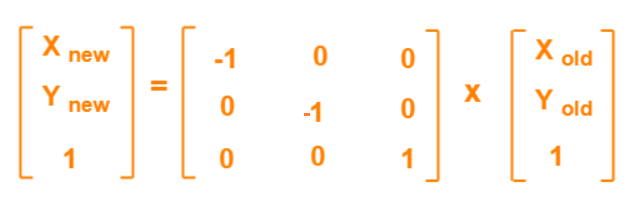 X new = -1 0 0 x X old
Y new 0 -1 0 Y old
1 0 0 1 1